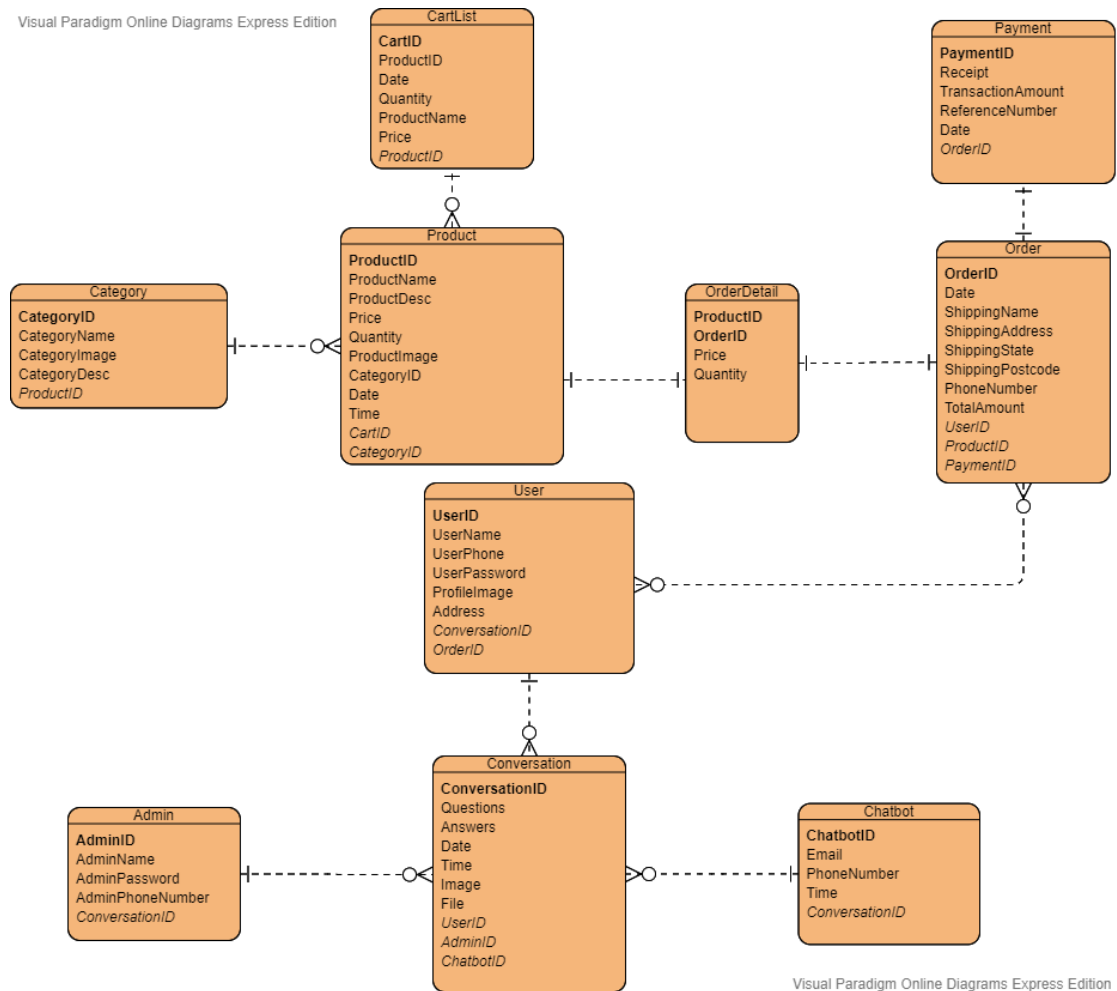 Visual Paradigm Online Diagrams Express Edition
CartList
CartID
ProductID
Date
Quantity
ProductName
Price
ProductID
Payment
PaymentID
Receipt
TransactionAmount
ReferenceNumber
Date
OrderID
Category
CategoryID
CategoryName
CategoryImage
CategoryDesc
ProductID
Product
ProductID
ProductName
ProductDesc
Price
Quantity
ProductImage
CategoryID
Date
Time
CartID
CategoryID
OrderDetail
ProductID
OrderID
Price
Quantity
Order
OrderID
Date
ShippingName
ShippingAddress
ShippingState
ShippingPostcode
PhoneNumber
TotalAmount
UserID
ProductID
PaymentID
User
UserID
UserName
UserPhone
UserPassword
ProfileImage
Address
ConversationID
OrderID
Admin
AdminID
AdminName
AdminPassword
AdminPhoneNumber
ConversationID
Conversation
ConversationID
Questions
Answers
Date
Time
Image
File
UserID
AdminID
ChatbotID
Chatbot
ChatbotID
Email
PhoneNumber
Time
ConversationID
Visual Paradigm Online Diagrams Express Edition